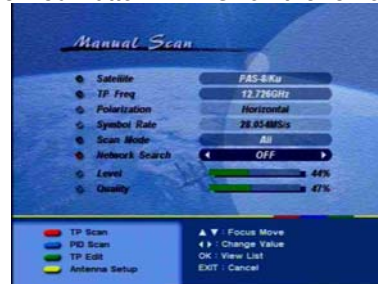 Manual Scan
Satellite PAS-8/Ku
TP Freq 12.726GHz
Polarization Horizontal
Symbol Rate 28.054MS/s
Scan Mode All
Network Search OFF
Level 44%
Quality 47%
TP Scan ▲ ▼ : Focus Move
PID Scan ◄ ► : Change Value
TP Edit OK : View List
Antenna Setup EXIT : Cancel